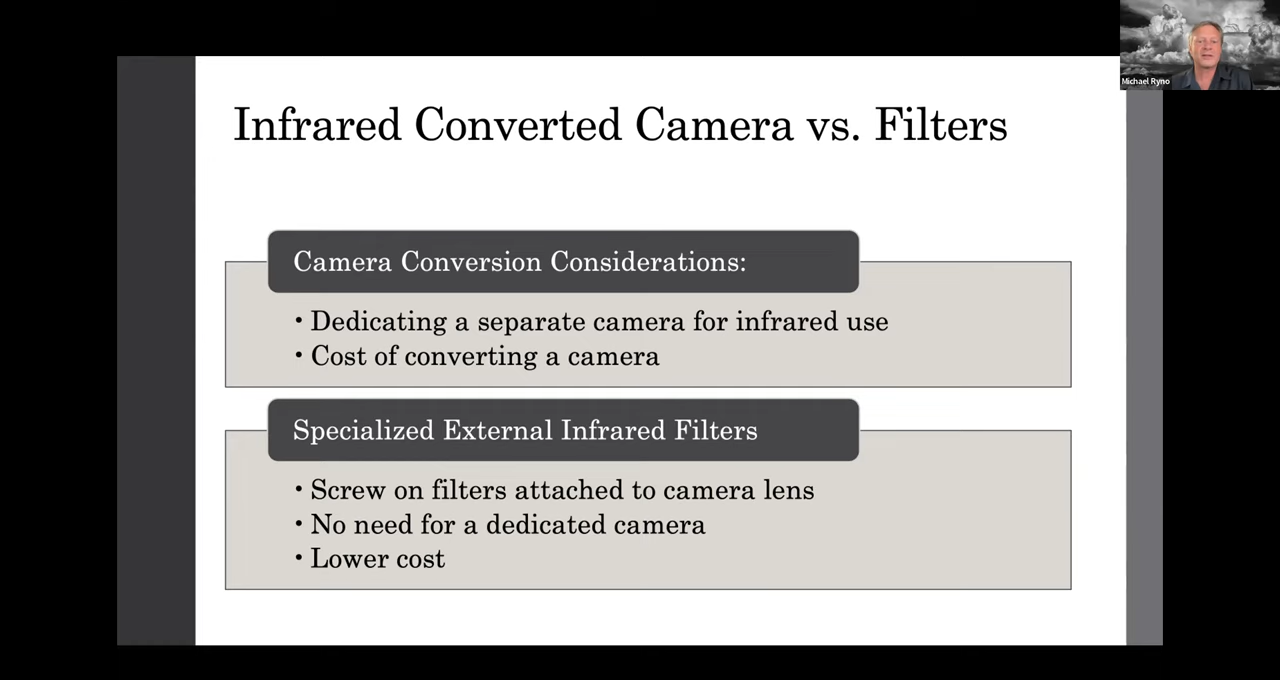 Michael Ryno
Infrared Converted Camera vs. Filters
Camera Conversion Considerations:
• Dedicating a separate camera for infrared use
• Cost of converting a camera
Specialized External Infrared Filters
• Screw on filters attached to camera lens
• No need for a dedicated camera
• Lower cost